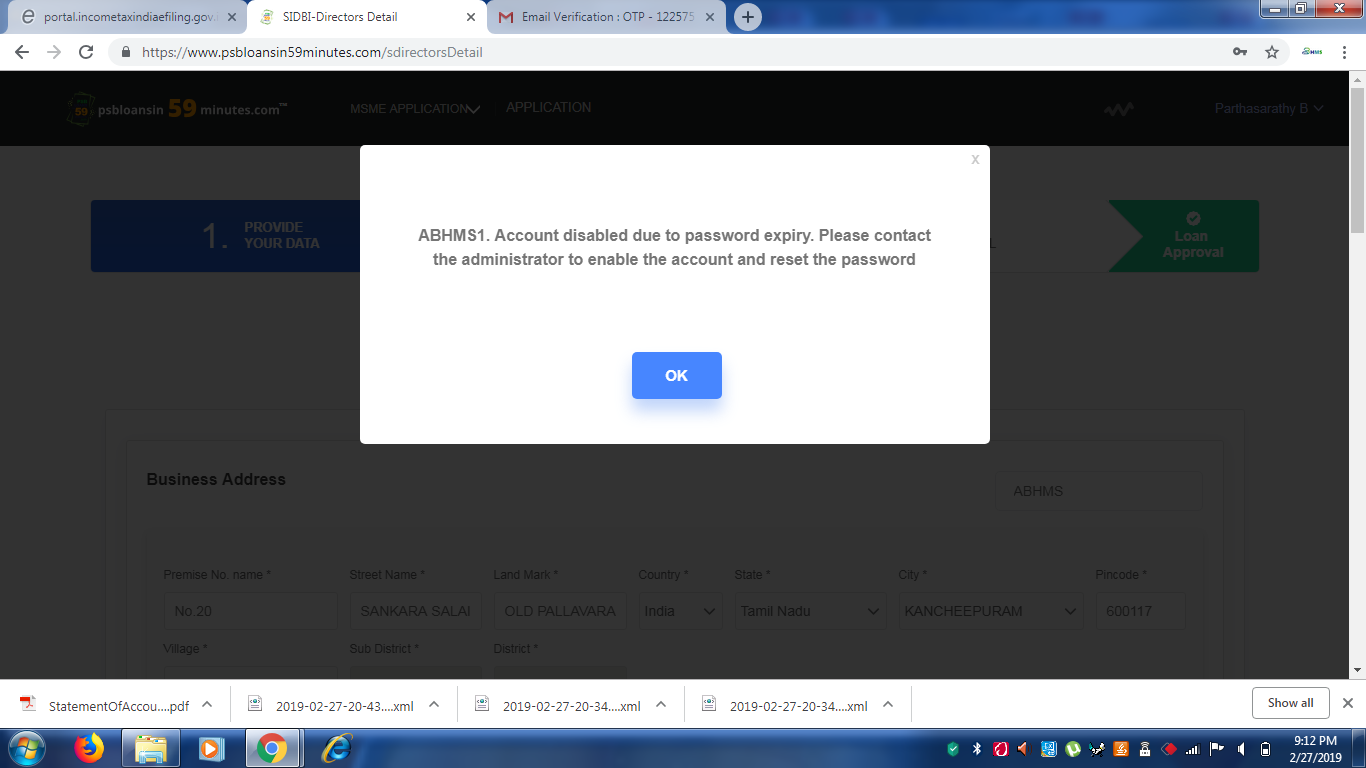 portal.incometaxindiaefiling.gov.i
SIDBI-Directors Detail
Email Verification : OTP - 122575
https://www.psbloansin59minutes.com/sdirectorsDetail
psbloansin 59 minutes.com™
MSME APPLICATION
APPLICATION
Parthasarathy B
X
1. PROVIDE
YOUR DATA
Loan
Approval
ABHMS1. Account disabled due to password expiry. Please contact
the administrator to enable the account and reset the password
OK
Business Address
ABHMS
Premise No. name * Street Name * Land Mark * Country * State * City * Pincode *
No.20 SANKARA SALAI OLD PALLAVARA India Tamil Nadu KANCHEEPURAM 600117
Village * Sub District * District *
StatementOfAccou....pdf 2019-02-27-20-43....xml 2019-02-27-20-34....xml 2019-02-27-20-34....xml Show all
9:12 PM
2/27/2019